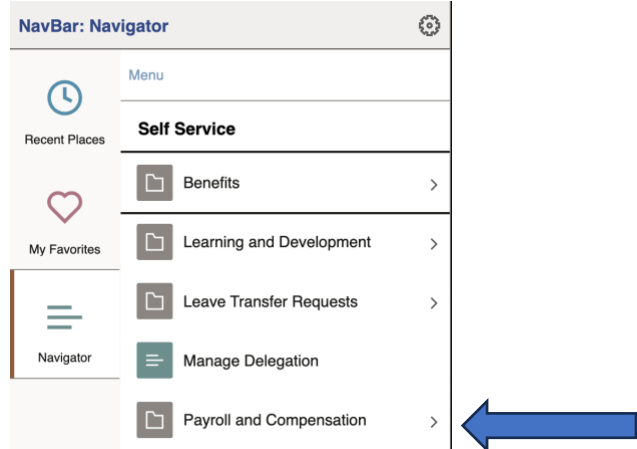 NavBar: Navigator
Recent Places
My Favorites
Navigator
Menu
Self Service
Benefits
Learning and Development
Leave Transfer Requests
Manage Delegation
Payroll and Compensation